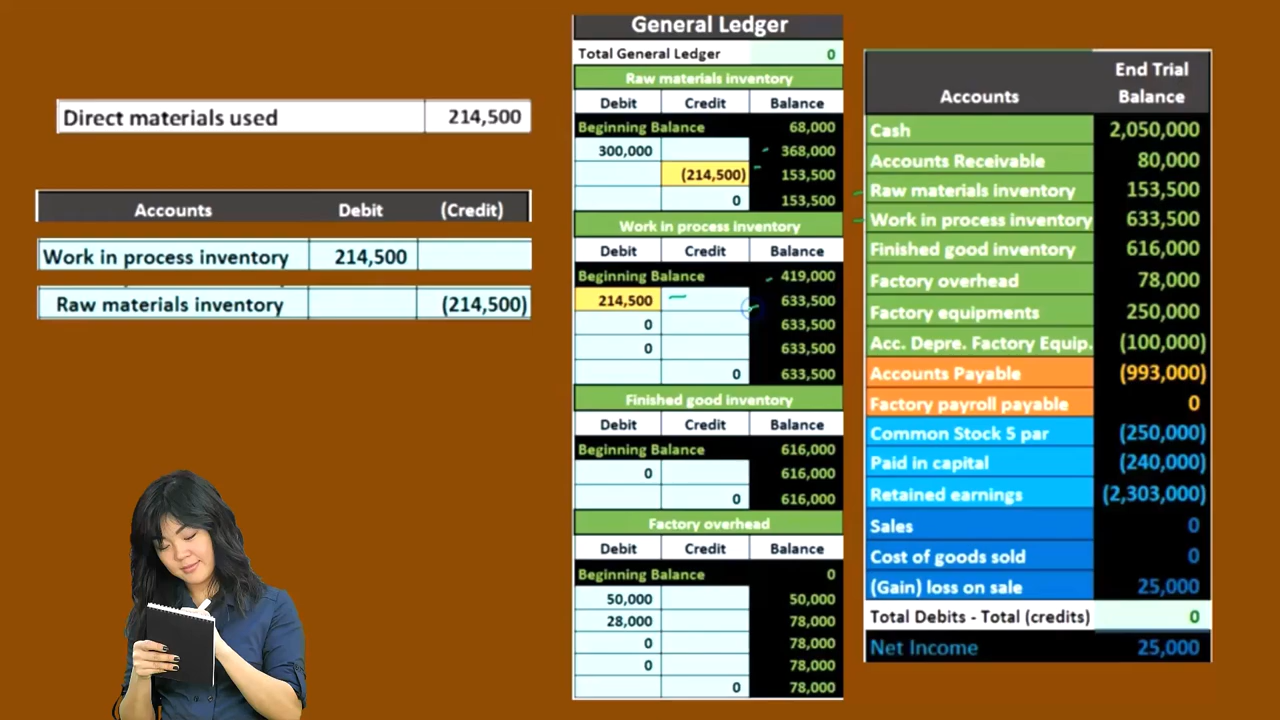 Direct materials used 214,500
Accounts Debit (Credit)
Work in process inventory 214,500
Raw materials inventory (214,500)
General Ledger
Total General Ledger 0
Raw materials inventory
Debit Credit Balance
Beginning Balance 68,000
300,000 368,000
(214,500) 153,500
0 153,500
Work in process inventory
Debit Credit Balance
Beginning Balance 419,000
214,500 633,500
0 633,500
0 633,500
0 633,500
Finished good inventory
Debit Credit Balance
Beginning Balance 616,000
0 616,000
0 616,000
Factory overhead
Debit Credit Balance
Beginning Balance 0
50,000 50,000
28,000 78,000
0 78,000
0 78,000
0 78,000
End Trial
Accounts Balance
Cash 2,050,000
Accounts Receivable 80,000
Raw materials inventory 153,500
Work in process inventory 633,500
Finished good inventory 616,000
Factory overhead 78,000
Factory equipments 250,000
Acc. Depre. Factory Equip. (100,000)
Accounts Payable (993,000)
Factory payroll payable 0
Common Stock 5 par (250,000)
Paid in capital (240,000)
Retained earnings (2,303,000)
Sales 0
Cost of goods sold 0
(Gain) loss on sale 25,000
Total Debits - Total (credits) 0
Net Income 25,000